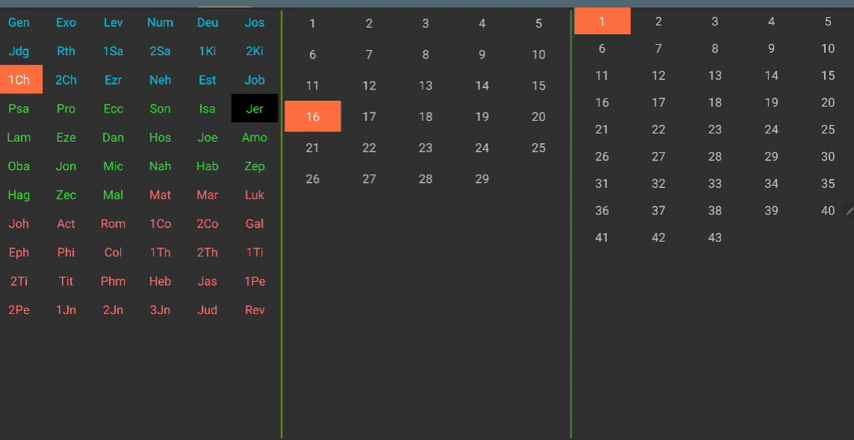 Gen Exo Lev Num Deu Jos
Jdg Rth 1Sa 2Sa 1Ki 2Ki
1Ch 2Ch Ezr Neh Est Job
Psa Pro Ecc Son Isa Jer
Lam Eze Dan Hos Joe Amo
Oba Jon Mic Nah Hab Zep
Hag Zec Mal Mat Mar Luk
Joh Act Rom 1Co 2Co Gal
Eph Phi Col 1Th 2Th 1Ti
2Ti Tit Phm Heb Jas 1Pe
2Pe 1Jn 2Jn 3Jn Jud Rev
1 2 3 4 5
6 7 8 9 10
11 12 13 14 15
16 17 18 19 20
21 22 23 24 25
26 27 28 29
1 2 3 4 5
6 7 8 9 10
11 12 13 14 15
16 17 18 19 20
21 22 23 24 25
26 27 28 29 30
31 32 33 34 35
36 37 38 39 40
41 42 43